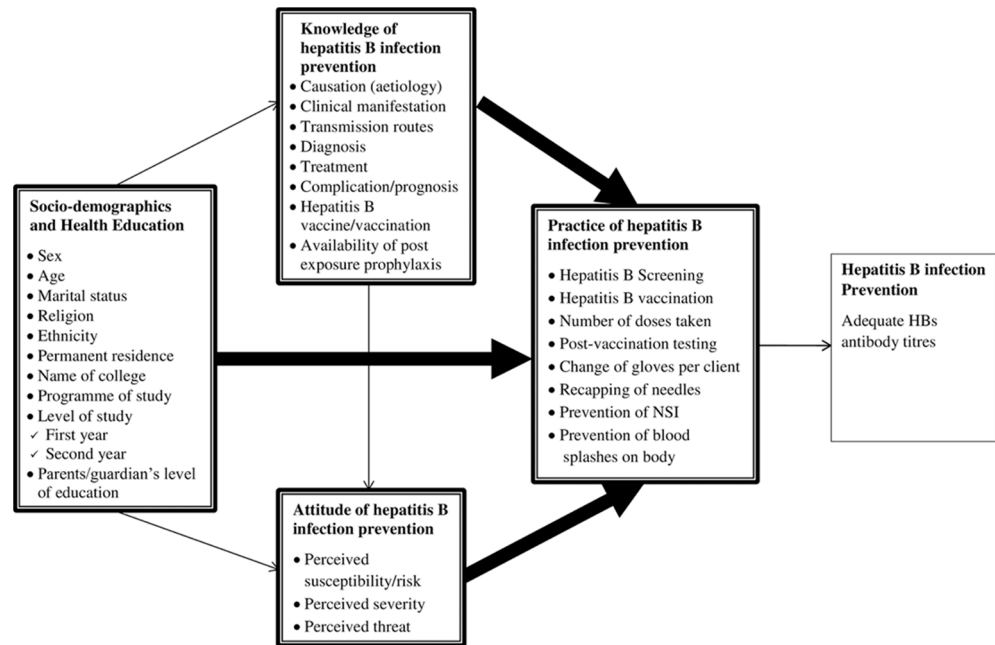 Knowledge of
hepatitis B infection
prevention
• Causation (aetiology)
• Clinical manifestation
• Transmission routes
• Diagnosis
• Treatment
• Complication/prognosis
• Hepatitis B
vaccine/vaccination
• Availability of post
exposure prophylaxis
Socio-demographics
and Health Education
• Sex
• Age
• Marital status
• Religion
• Ethnicity
• Permanent residence
• Name of college
• Programme of study
• Level of study
✓ First year
✓ Second year
• Parents/guardian's level
of education
Attitude of hepatitis B
infection prevention
• Perceived
susceptibility/risk
• Perceived severity
• Perceived threat
Practice of hepatitis B
infection prevention
• Hepatitis B Screening
• Hepatitis B vaccination
• Number of doses taken
• Post-vaccination testing
• Change of gloves per client
• Recapping of needles
• Prevention of NSI
• Prevention of blood
splashes on body
Hepatitis B infection
Prevention
Adequate HBs
antibody titres